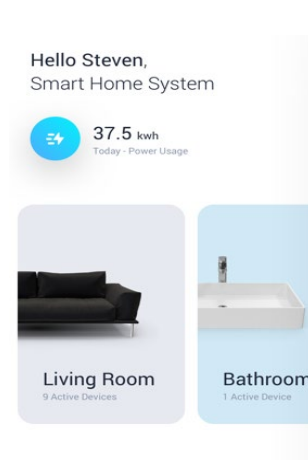 Hello Steven,
Smart Home System
37.5 kwh
Today - Power Usage
Living Room
9 Active Devices
Bathroom
1 Active Device